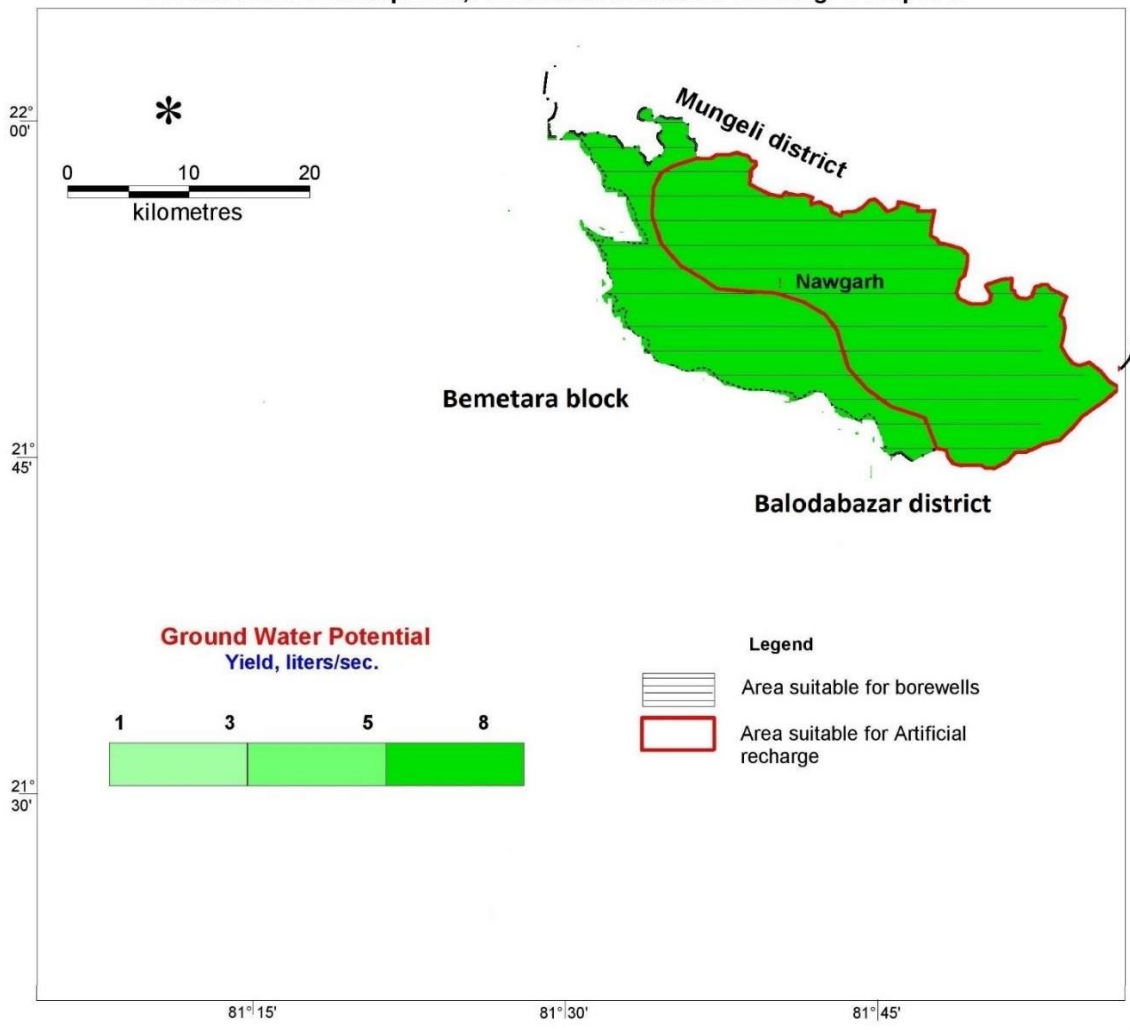 22°
00'
*
0 10 20
kilometres
Mungeli district
Nawgarh
Bemetara block
21°
45'
Balodabazar district
Ground Water Potential
Yield, liters/sec.
1 3 5 8
Legend
Area suitable for borewells
Area suitable for Artificial
recharge
21°
30'
81° 15' 81° 30' 81° 45'